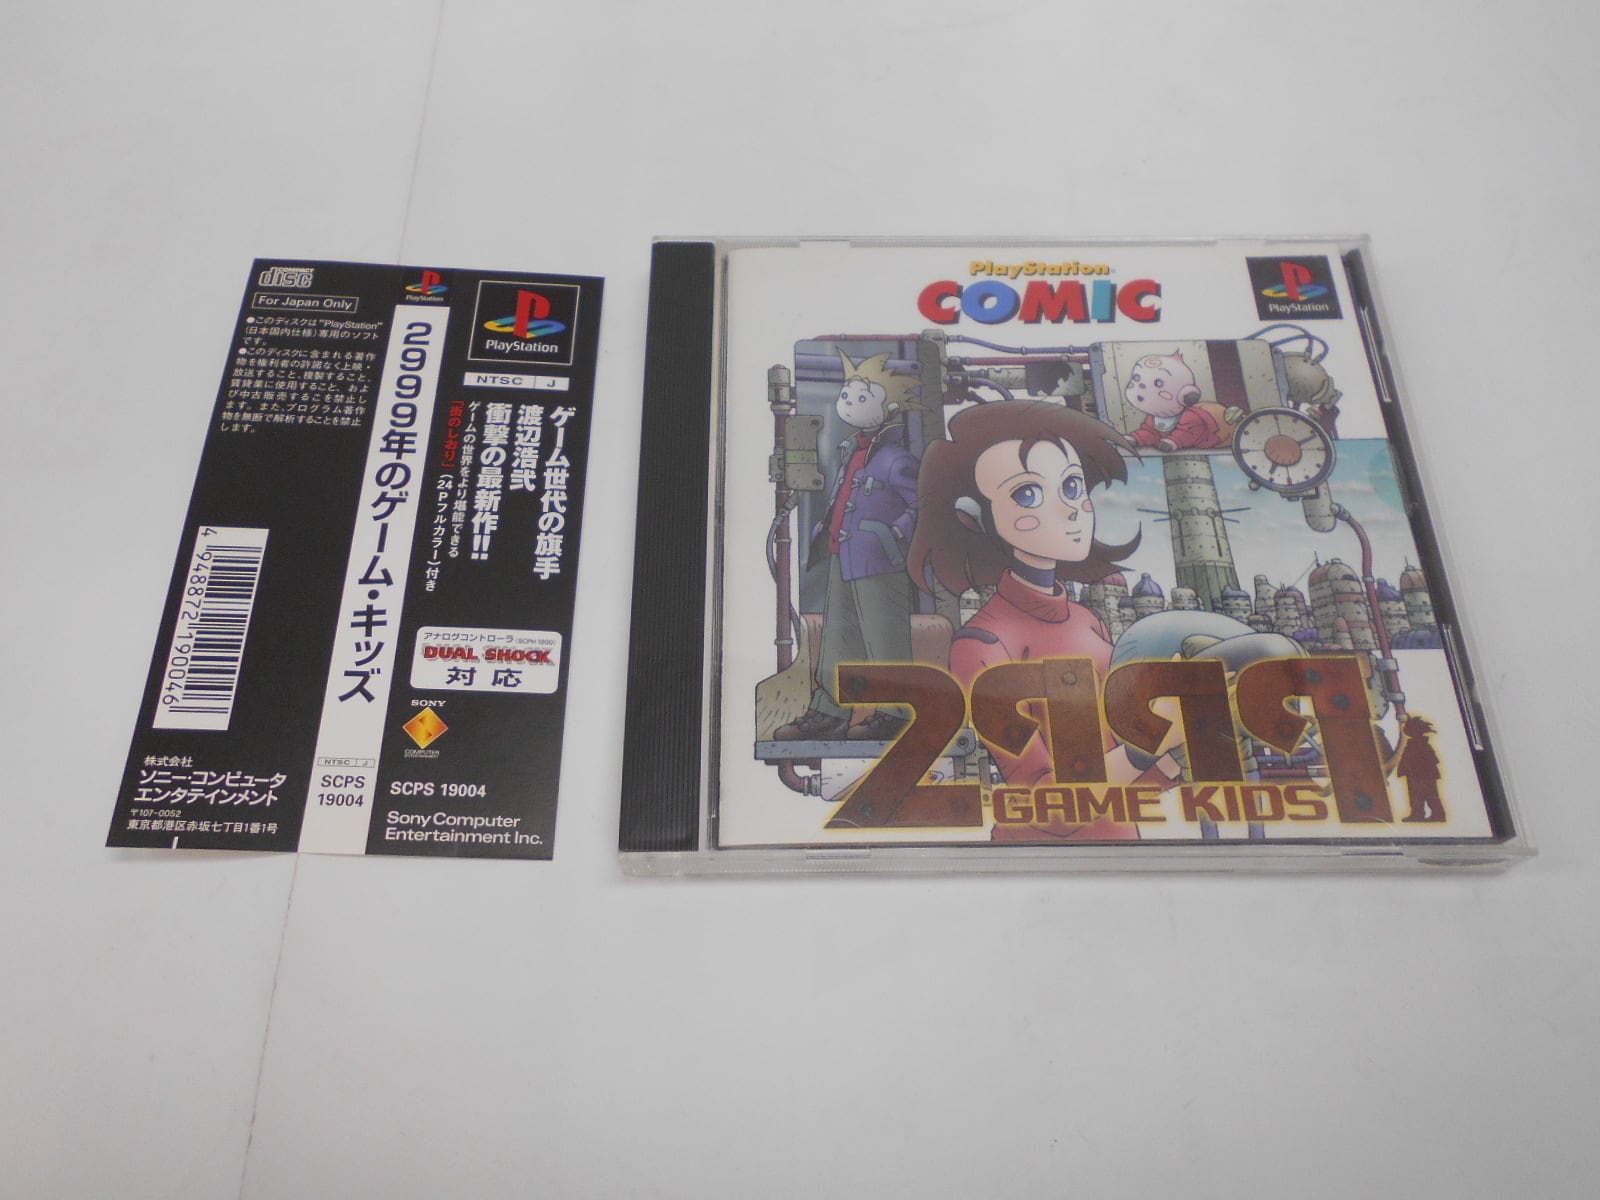 COMPACT
disc
For Japan Only
●このディスクは"PlayStation"
(日本国内仕様)専用のソフト
です。
●このディスクに含まれる著作
物を権利者の許諾なく上映・
放送すること、複製すること、
賃貸業に使用すること、およ
び中古販売するこを禁止し
ます。また、プログラム著作
物を無断で解析することを禁止
します。
4948872190046
株式会社
ソニー・コンピュータ
エンタテインメント
〒107-0052
東京都港区赤坂七丁目1番1号
PlayStation
2999年のゲーム・キッズ
NTSC J
SCPS
19004
PlayStation
NTSC J
ゲーム世代の旗手
渡辺浩弐
衝撃の最新作!!
ゲームの世界をより堪能できる
「街のしおり」(24Pフルカラー)付き
アナログコントローラ(SCPH 1200)
DUAL SHOCK
対応
SONY
COMPUTER
ENTERTAINMENT
SCPS 19004
Sony Computer
Entertainment Inc.
PlayStation
COMIC
PlayStation
2999
GAME KIDS